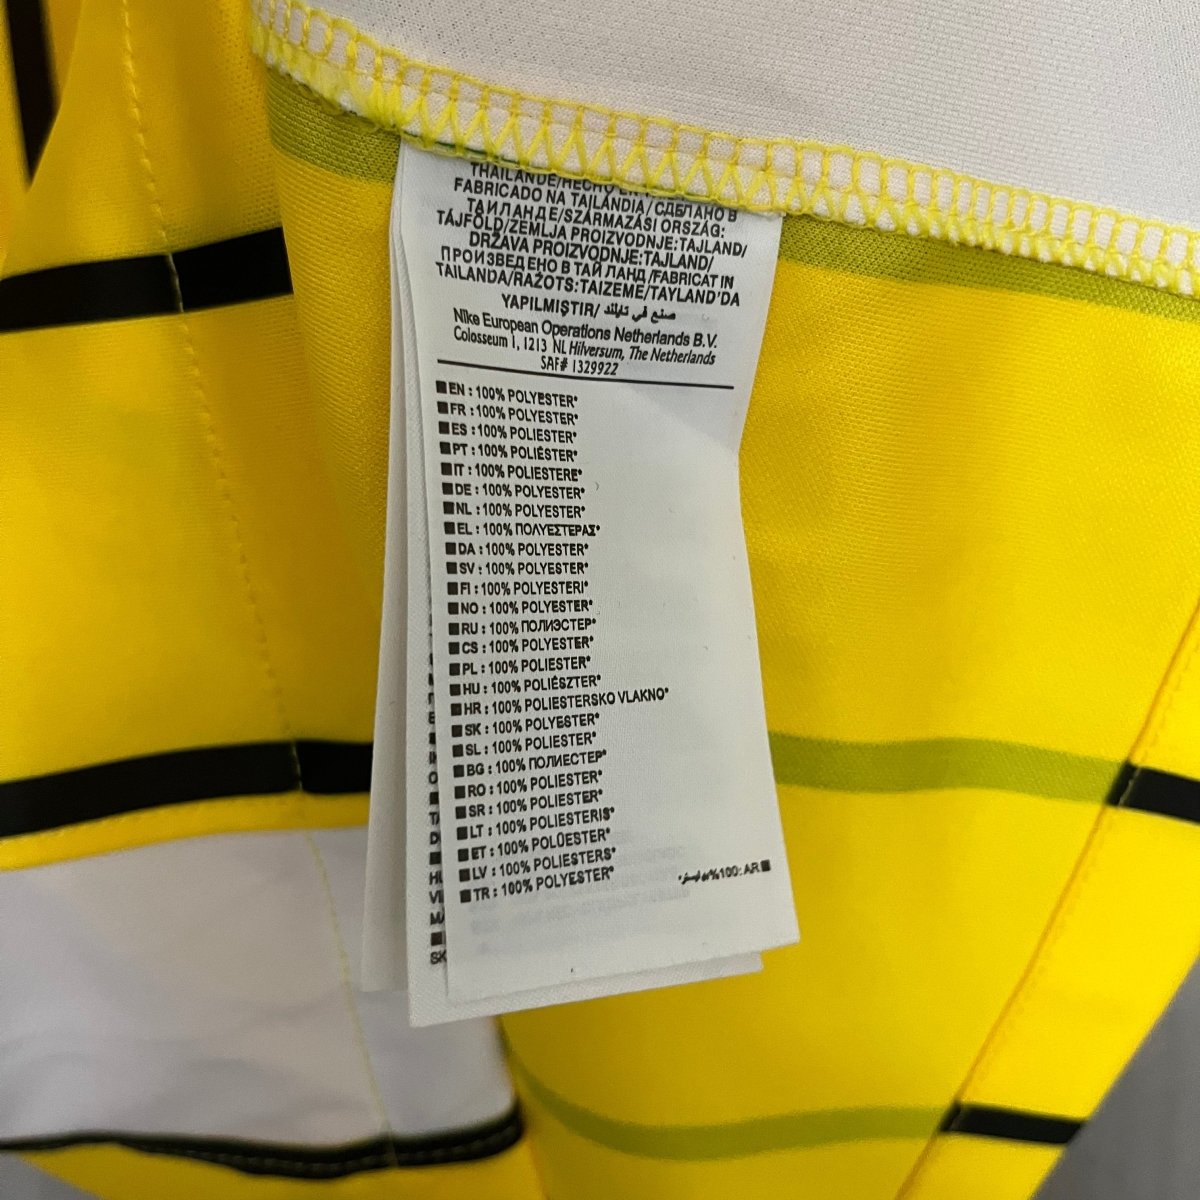 THAILANDE/HECHO EN
FABRICADO NA TAJLÂNDIA/СДЕЛАНО В
ТАИЛАНДЕ/SZÁRMAZÁSI ORSZÁG:
TÁJFÖLD/ZEMLJA PROIZVODNJE:TAJLAND/
DRŽAVA PROIZVODNJE:TAJLAND/
ПРОИЗВЕДЕНО В ТАЙ ЛАНД/FABRICAT IN
TAILANDA/RAŽOTS:TAIZEME/TAYLAND'DA
YAPILMIŞTIR/ صنع في تايلند
Nike European Operations Netherlands B.V.
Colosseum 1, 1213 NL Hilversum, The Netherlands
SAF# 1329922
EN : 100% POLYESTER*
FR : 100% POLYESTER*
ES : 100% POLIESTER*
PT : 100% POLIÉSTER*
IT : 100% POLIESTERE*
DE : 100% POLYESTER*
NL : 100% POLYESTER*
EL : 100% ΠΟΛΥΕΣΤΕΡΑΣ*
DA : 100% POLYESTER*
SV : 100% POLYESTER*
FI : 100% POLYESTERI*
NO : 100% POLYESTER*
RU : 100% ПОЛИЭСТЕР*
CS : 100% POLYESTER*
PL : 100% POLIESTER*
HU : 100% POLIÉSZTER*
HR : 100% POLIESTERSKO VLAKNO*
SK : 100% POLYESTER*
SL : 100% POLIESTER*
BG : 100% ПОЛИЕСТЕР*
RO : 100% POLIESTER*
SR : 100% POLIESTER*
LT : 100% POLIESTERIS*
ET : 100% POLÜESTER*
LV : 100% POLIESTERS*
TR : 100% POLYESTER*
AR :100% بوليستر*